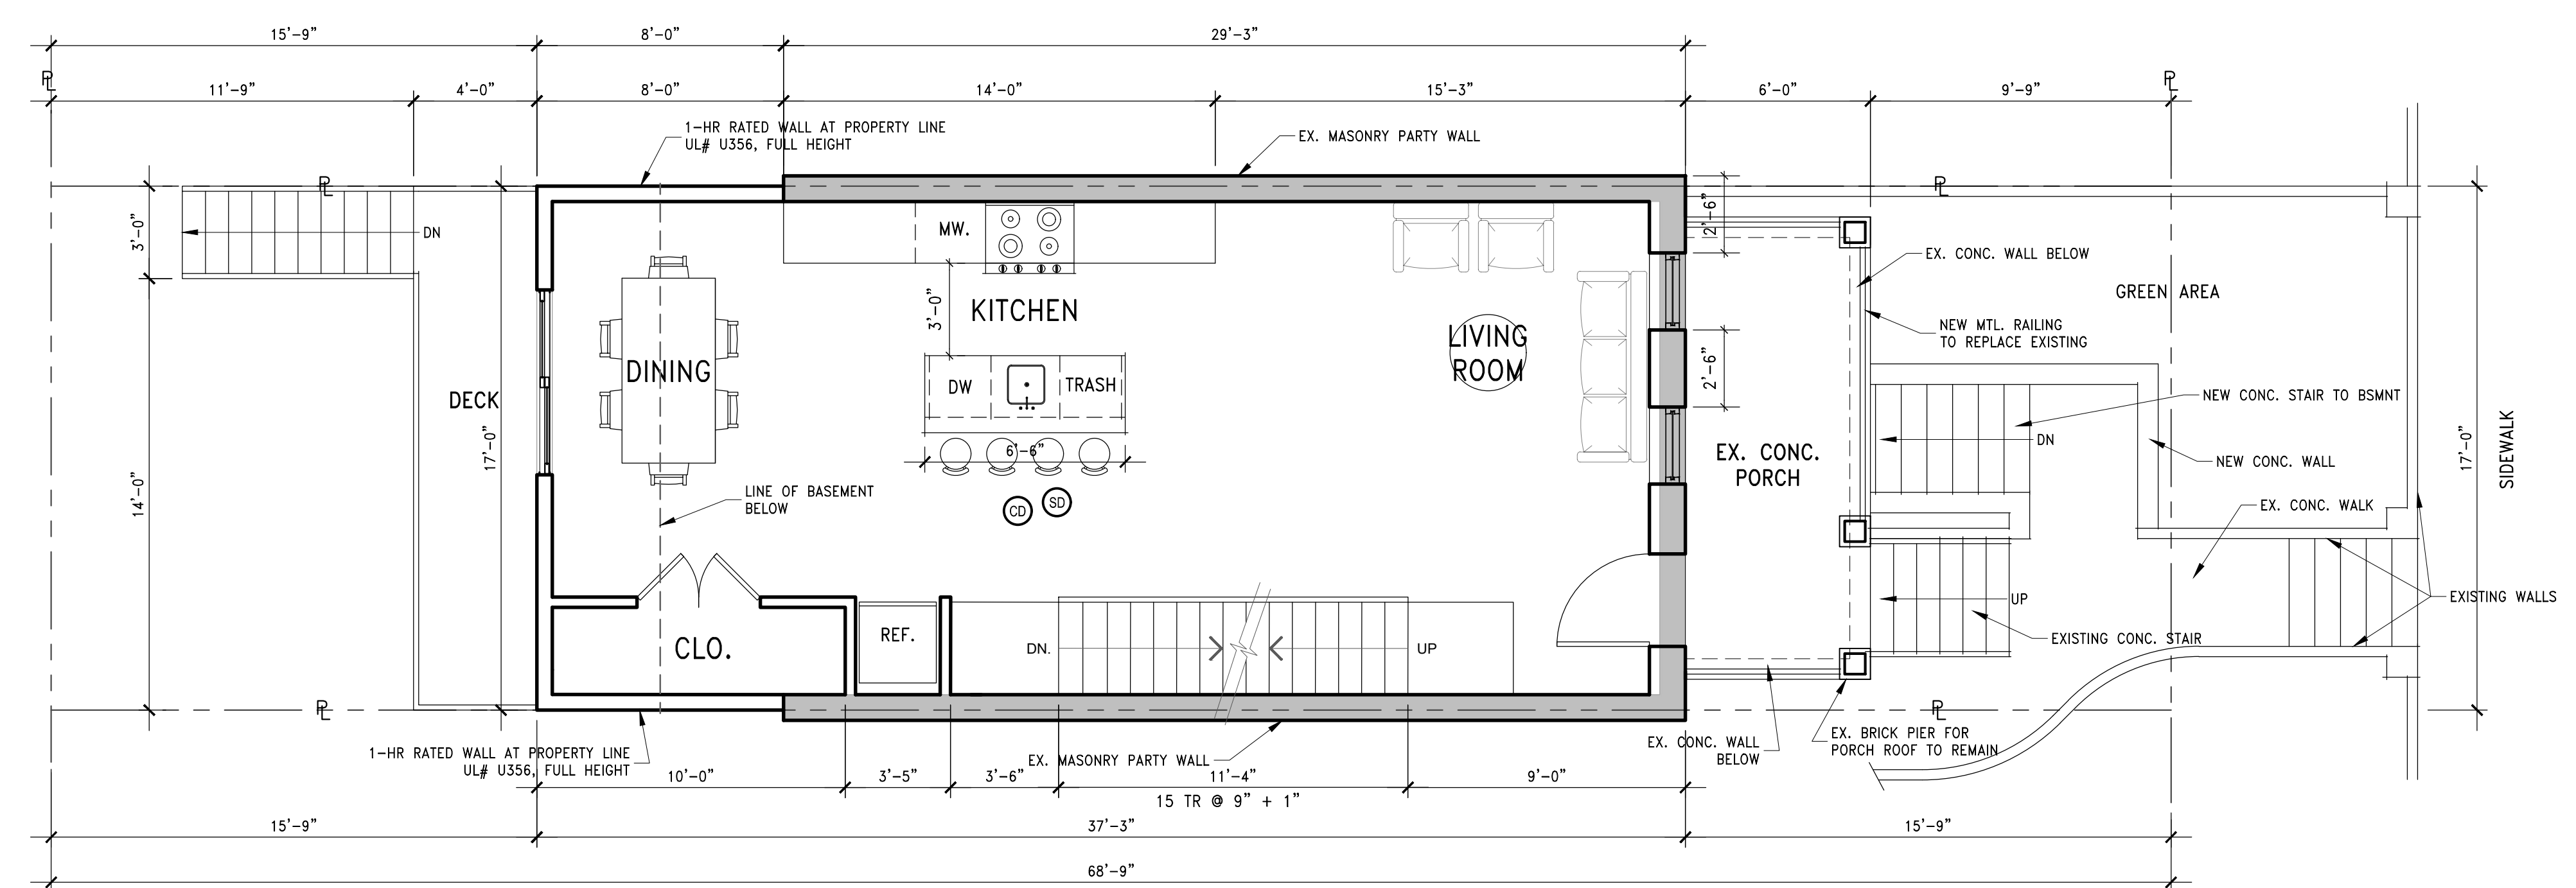 15'-9"
8'-0"
29'-3"
PL
PL
11'-9"
4'-0"
8'-0"
14'-0"
15'-3"
6'-0"
9'-9"
1-HR RATED WALL AT PROPERTY LINE
UL# U356, FULL HEIGHT
EX. MASONRY PARTY WALL
PL
PL
3'-0"
DN
MW.
2'-6"
EX. CONC. WALL BELOW
GREEN AREA
KITCHEN
3'-0"
LIVING
ROOM
NEW MTL. RAILING
TO REPLACE EXISTING
DINING
DW
TRASH
2'-6"
DECK
NEW CONC. STAIR TO BSMNT
17'-0"
DN
17'-0"
SIDEWALK
EX. CONC.
PORCH
6'-6"
NEW CONC. WALL
14'-0"
LINE OF BASEMENT
BELOW
CD
SD
EX. CONC. WALK
UP
EXISTING WALLS
REF.
CLO.
DN.
UP
EXISTING CONC. STAIR
PL
PL
1-HR RATED WALL AT PROPERTY LINE
UL# U356, FULL HEIGHT
EX. MASONRY PARTY WALL
EX. CONC. WALL
BELOW
EX. BRICK PIER FOR
PORCH ROOF TO REMAIN
10'-0"
3'-5"
3'-6"
11'-4"
9'-0"
15 TR @ 9" + 1"
15'-9"
37'-3"
15'-9"
68'-9"